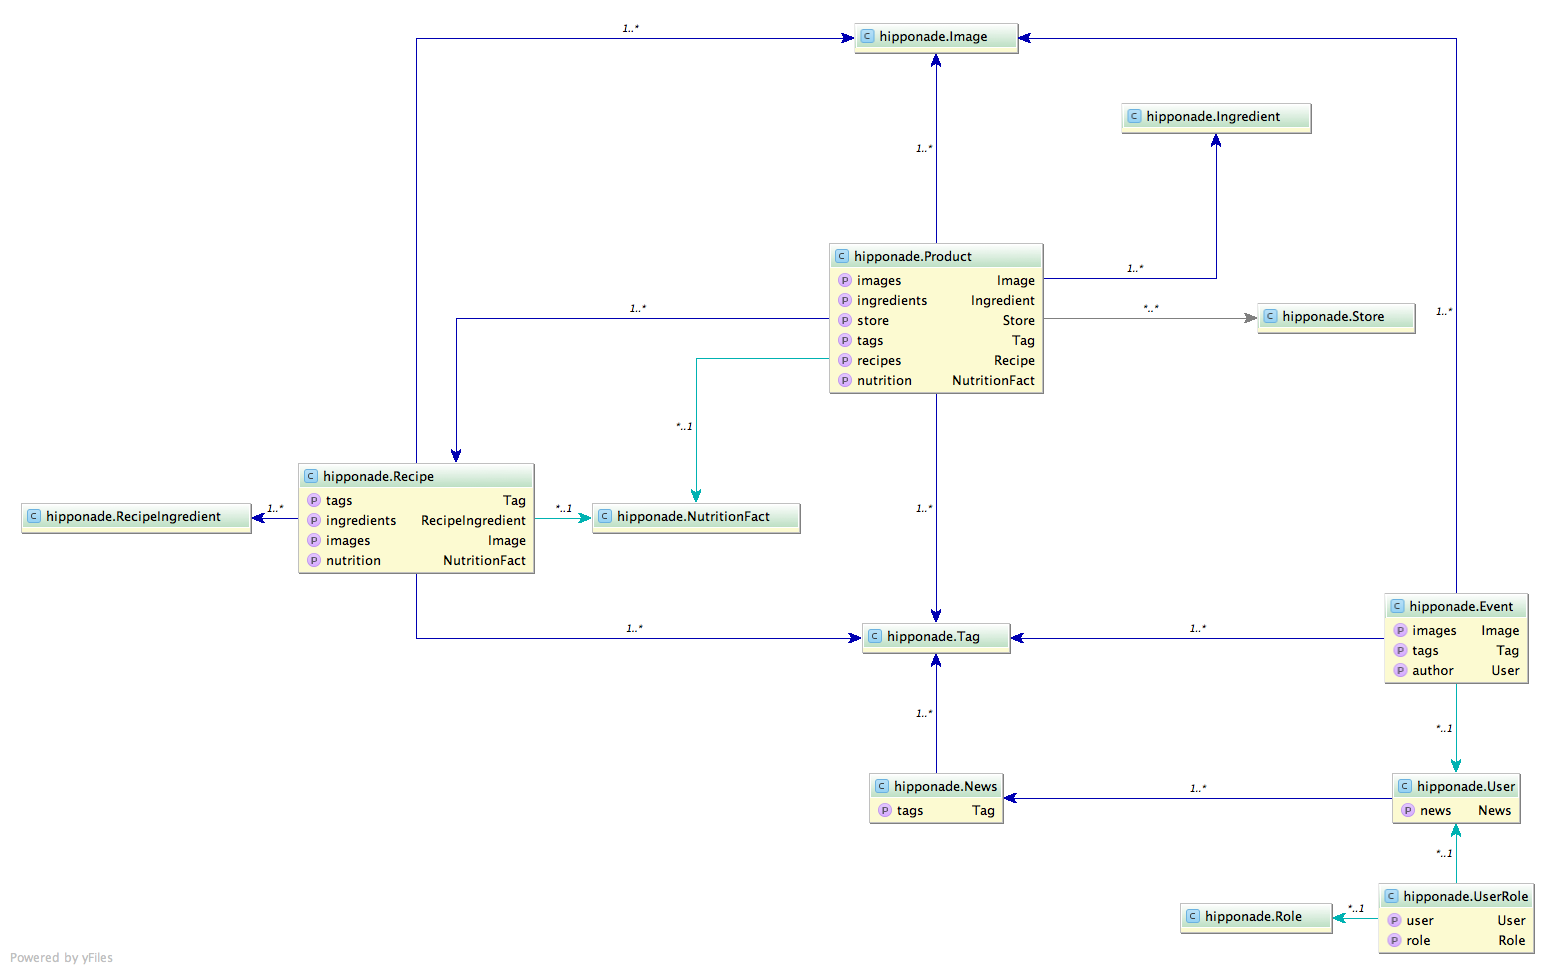 1..*
C hipponade.Image
C hipponade.Ingredient
1..*
C hipponade.Product
P images Image
P ingredients Ingredient
P store Store
P tags Tag
P recipes Recipe
P nutrition NutritionFact
1..*
*..*
C hipponade.Store
1..*
1..*
*..1
C hipponade.Recipe
P tags Tag
P ingredients RecipeIngredient
P images Image
P nutrition NutritionFact
C hipponade.RecipeIngredient
1..*
*..1
C hipponade.NutritionFact
1..*
1..*
C hipponade.Tag
1..*
C hipponade.Event
P images Image
P tags Tag
P author User
1..*
*..1
C hipponade.News
P tags Tag
1..*
C hipponade.User
P news News
*..1
C hipponade.Role
*..1
C hipponade.UserRole
P user User
P role Role
Powered by yFiles